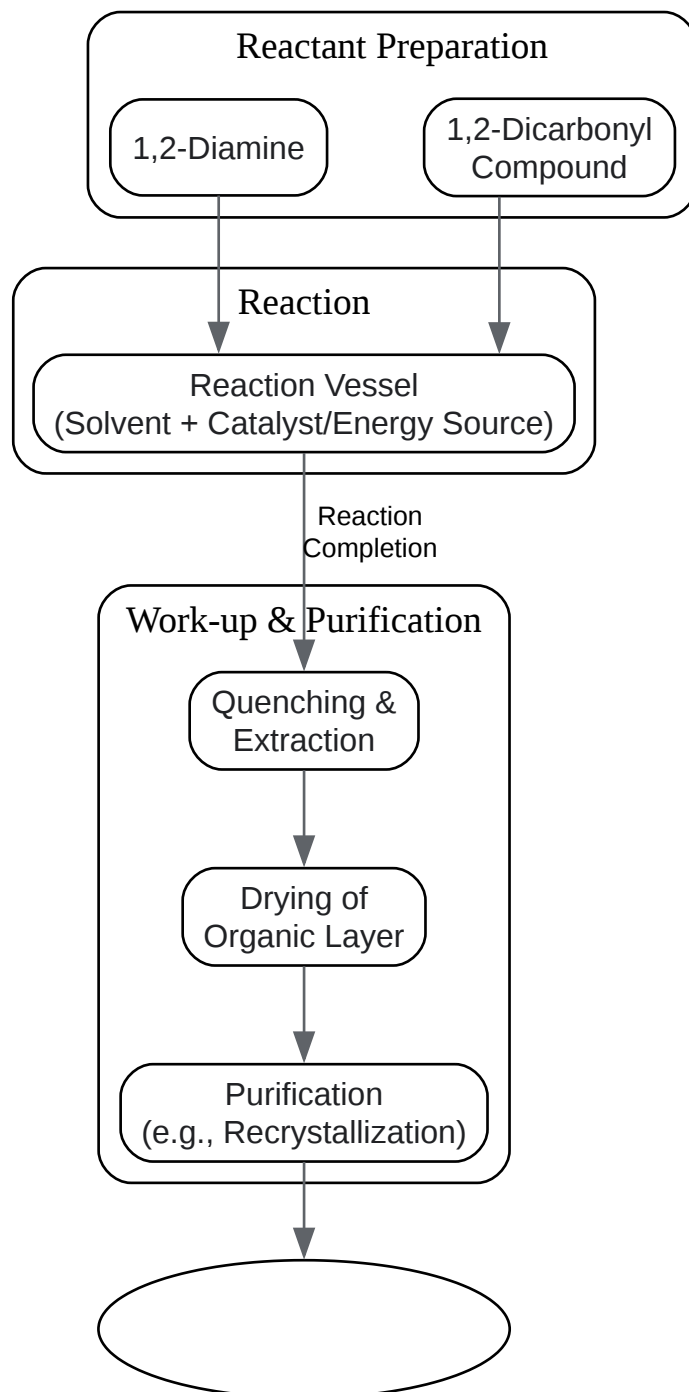 Reactant Preparation
1,2-Diamine
1,2-Dicarbonyl
Compound
Reaction
Reaction Vessel
(Solvent + Catalyst/Energy Source)
Reaction
Completion
Work-up & Purification
Quenching &
Extraction
Drying of
Organic Layer
Purification
(e.g., Recrystallization)